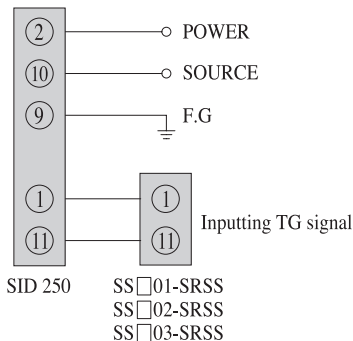 ② POWER
⑩ SOURCE
⑨ F.G
① ① Inputting TG signal
⑪ ⑪
SID 250 SS□01-SRSS
SS□02-SRSS
SS□03-SRSS